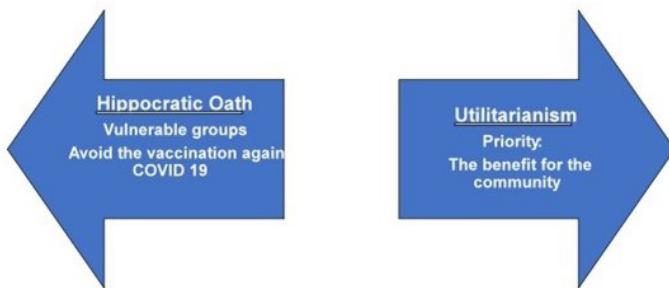 Hippocratic Oath
Vulnerable groups
Avoid the vaccination again
COVID 19
Utilitarianism
Priority:
The benefit for the
community